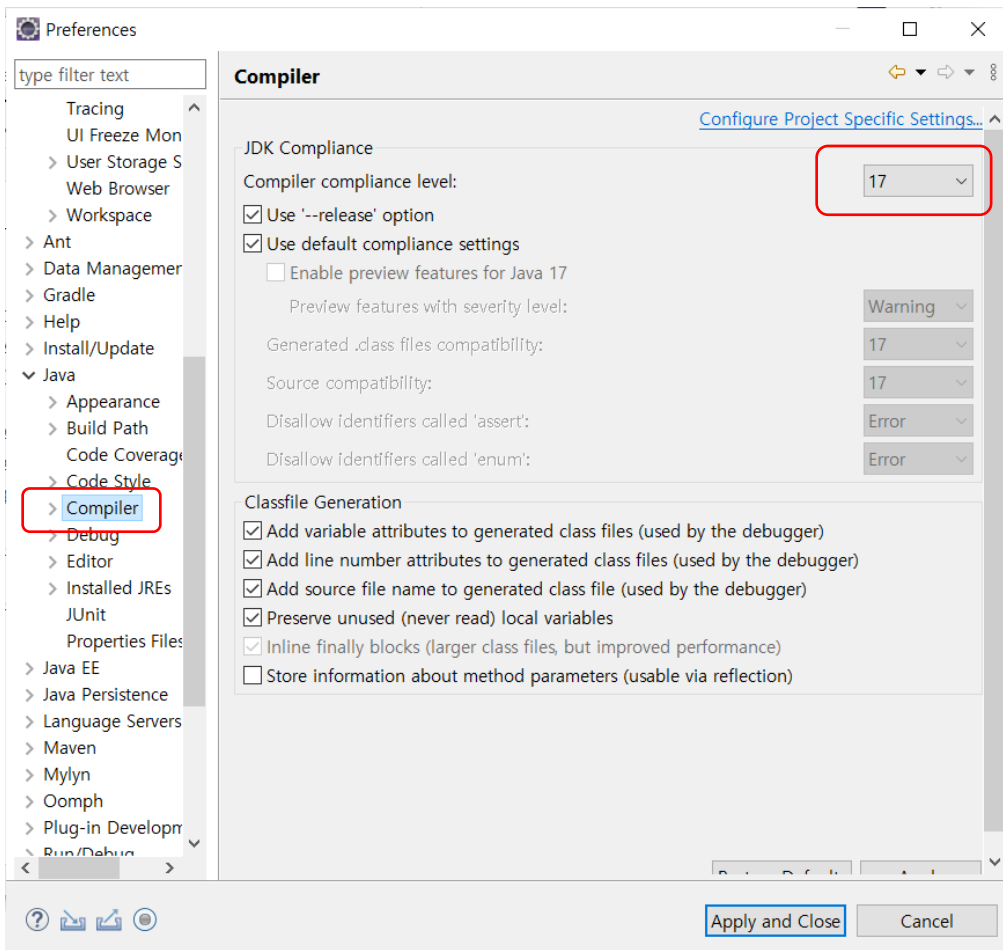 Preferences
type filter text
Tracing
UI Freeze Mon
User Storage S
Web Browser
Workspace
Ant
Data Managemer
Gradle
Help
Install/Update
Java
Appearance
Build Path
Code Coverage
Code Style
Compiler
Debug
Editor
Installed JREs
JUnit
Properties Files
Java EE
Java Persistence
Language Servers
Maven
Mylyn
Oomph
Plug-in Developm
Run/Debug
Compiler
Configure Project Specific Settings...
JDK Compliance
Compiler compliance level: 17
Use '--release' option
Use default compliance settings
Enable preview features for Java 17
Preview features with severity level: Warning
Generated .class files compatibility: 17
Source compatibility: 17
Disallow identifiers called 'assert': Error
Disallow identifiers called 'enum': Error
Classfile Generation
Add variable attributes to generated class files (used by the debugger)
Add line number attributes to generated class files (used by the debugger)
Add source file name to generated class file (used by the debugger)
Preserve unused (never read) local variables
Inline finally blocks (larger class files, but improved performance)
Store information about method parameters (usable via reflection)
Apply and Close Cancel